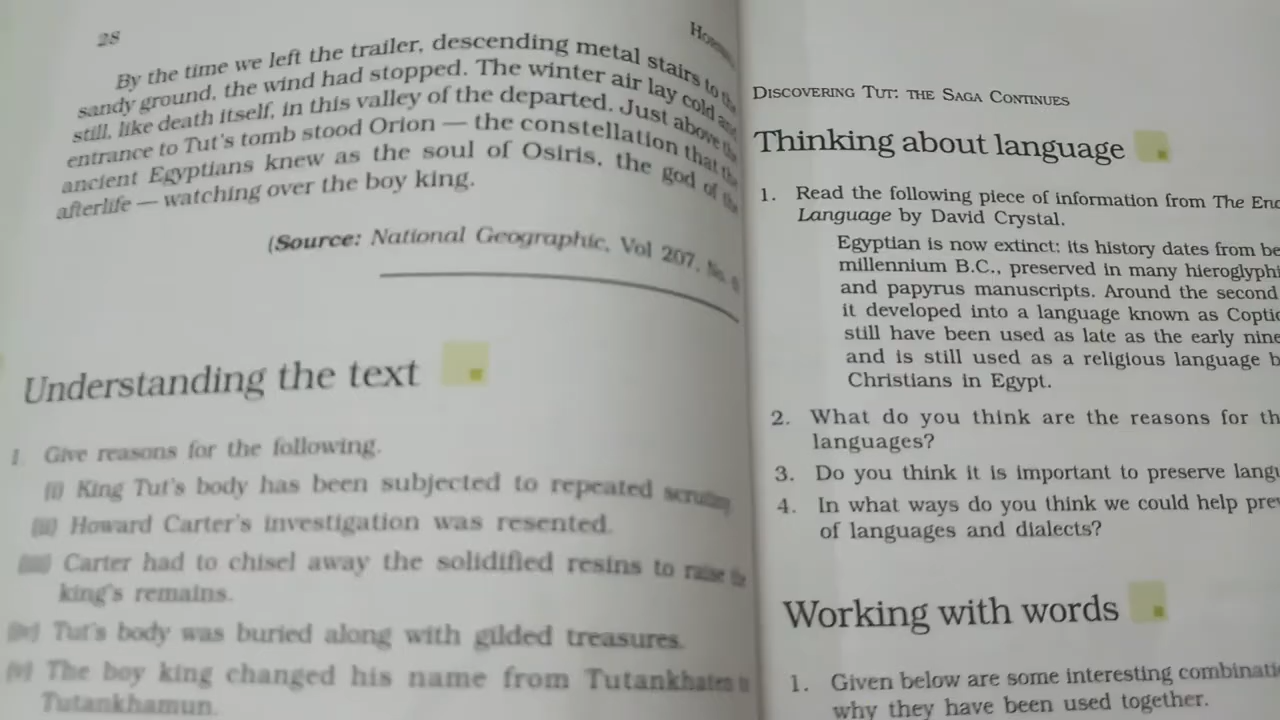 28
By the time we left the trailer, descending metal stairs to the
sandy ground, the wind had stopped. The winter air lay cold and
still, like death itself, in this valley of the departed. Just above the
entrance to Tut's tomb stood Orion — the constellation that the
ancient Egyptians knew as the soul of Osiris, the god of the
afterlife — watching over the boy king.
(Source: National Geographic, Vol 207,
Understanding the text
1. Give reasons for the following.
(i) King Tut's body has been subjected to repeated scrutiny
(ii) Howard Carter's investigation was resented.
(iii) Carter had to chisel away the solidified resins to raise the
king's remains.
(iv) Tut's body was buried along with gilded treasures.
(v) The boy king changed his name from Tutankhaten to
Tutankhamun.
DISCOVERING TUT: THE SAGA CONTINUES
Thinking about language
1. Read the following piece of information from The
Language by David Crystal.
Egyptian is now extinct: its history dates from
millennium B.C., preserved in many
and papyrus manuscripts. Around the second
it developed into a language known as
still have been used as late as the early
and is still used as a religious language
Christians in Egypt.
2. What do you think are the reasons for
languages?
3. Do you think it is important to preserve
4. In what ways do you think we could help
of languages and dialects?
Working with words
1. Given below are some interesting
why they have been used together.